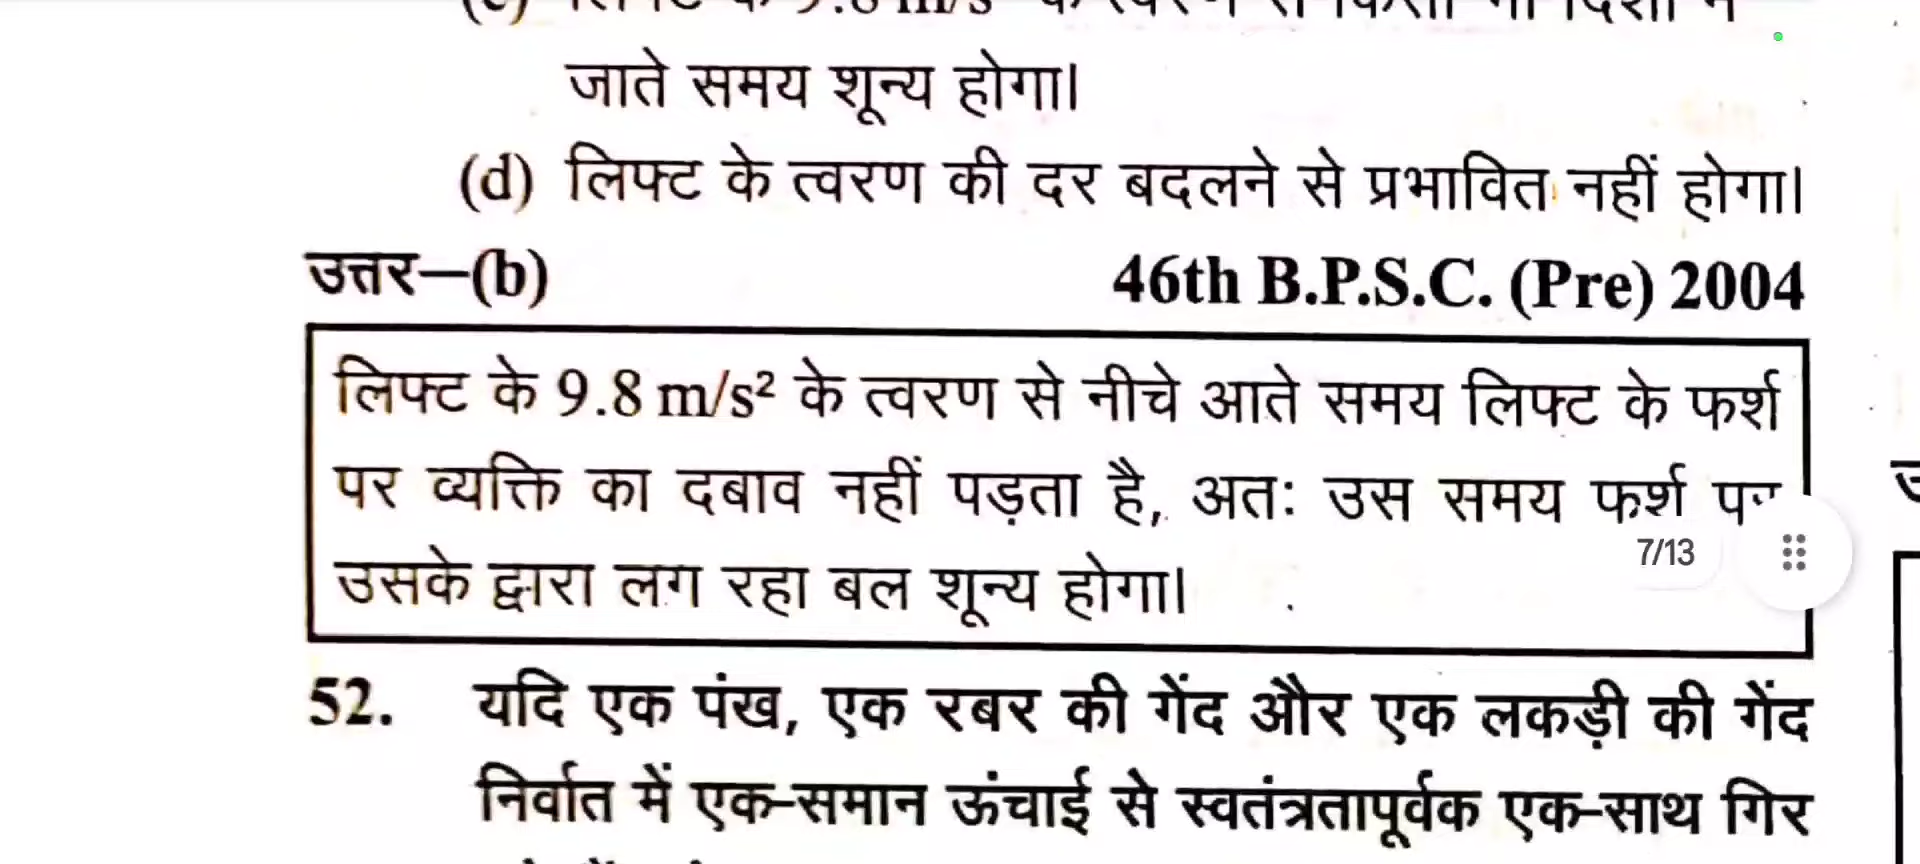 जाते समय शून्य होगा।
(d) लिफ्ट के त्वरण की दर बदलने से प्रभावित नहीं होगा।
उत्तर—(b) 46th B.P.S.C. (Pre) 2004
लिफ्ट के 9.8 m/s² के त्वरण से नीचे आते समय लिफ्ट के फर्श
पर व्यक्ति का दबाव नहीं पड़ता है, अतः उस समय फर्श पर
7/13
उसके द्वारा लग रहा बल शून्य होगा।
52. यदि एक पंख, एक रबर की गेंद और एक लकड़ी की गेंद
निर्वात में एक-समान ऊंचाई से स्वतंत्रतापूर्वक एक-साथ गिर